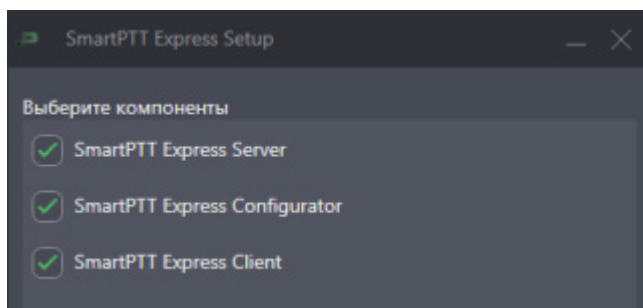 SmartPTT Express Setup
Выберите компоненты
SmartPTT Express Server
SmartPTT Express Configurator
SmartPTT Express Client